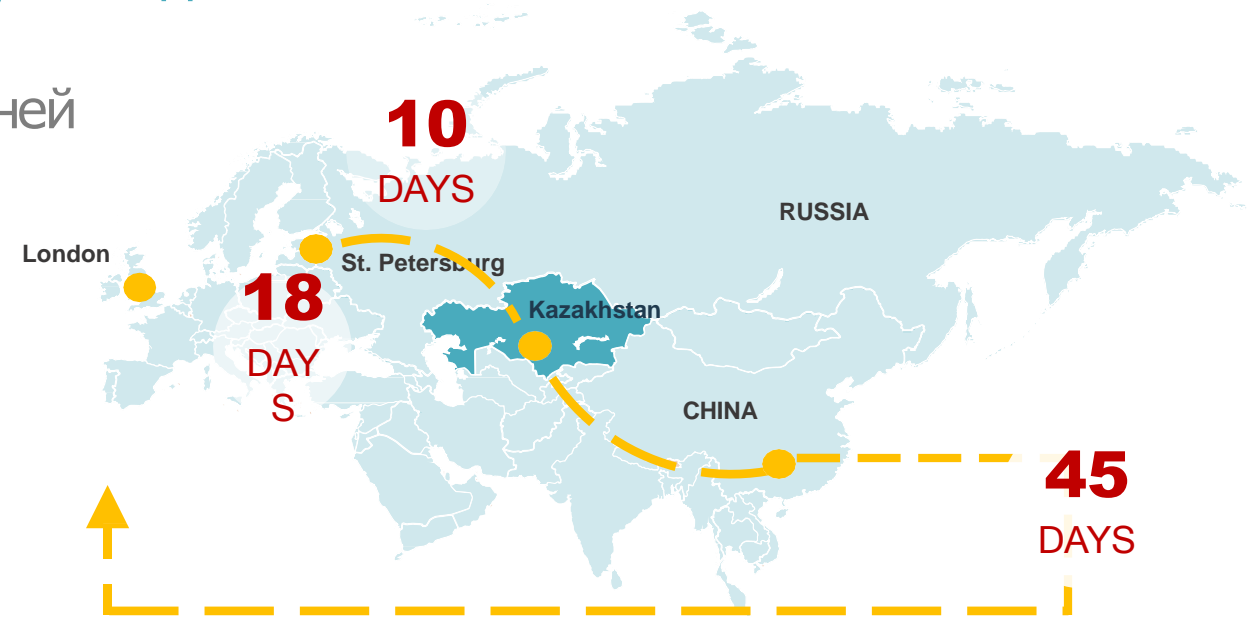 ней
10
DAYS
RUSSIA
London
St. Petersburg
18
DAY
S
Kazakhstan
CHINA
45
DAYS